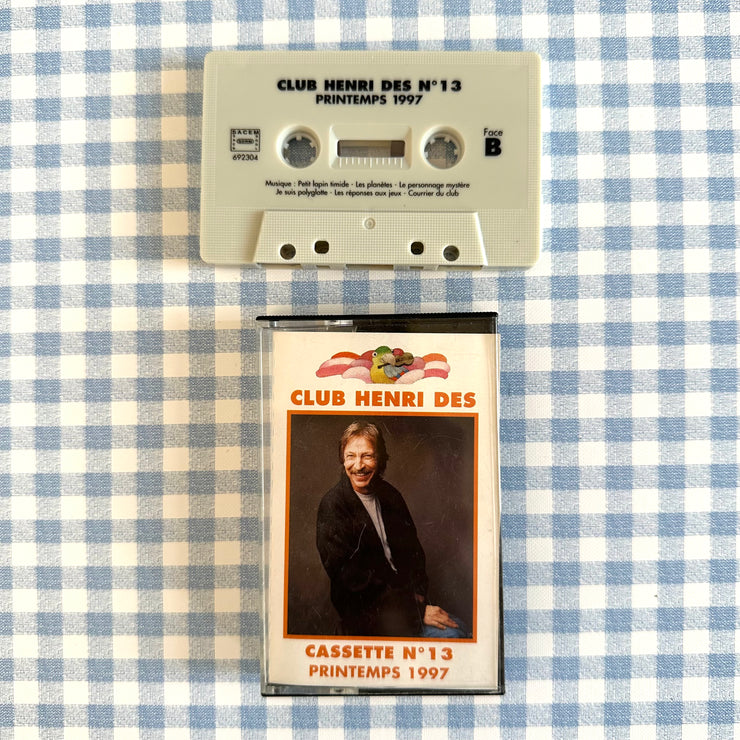 CLUB HENRI DES N°13
PRINTEMPS 1997
SACEM
692304
Face
B
Musique : Petit lapin timide - Les planètes - Le personnage mystère
Je suis polyglotte - Les réponses aux jeux - Courrier du club
CLUB HENRI DES
CASSETTE N°13
PRINTEMPS 1997